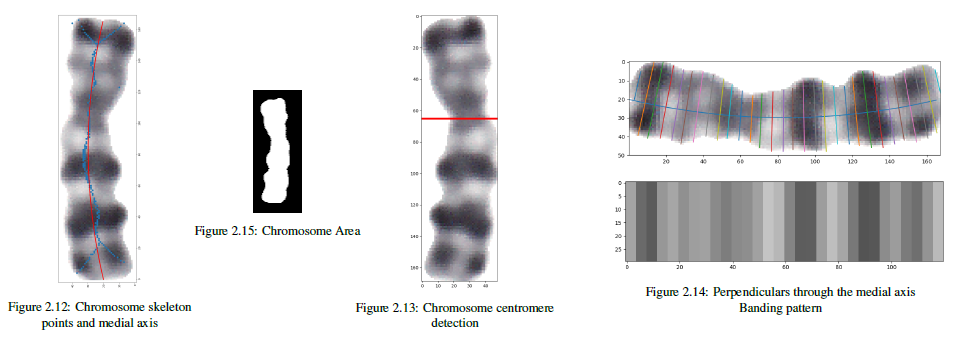 0
20
40
60
80
100
120
140
160
0 10 20 30 40
0
10
20
30
40
50
20 40 60 80 100 120 140 160
0
5
10
15
20
25
0 20 40 60 80 100
Figure 2.12: Chromosome skeleton
points and medial axis
Figure 2.15: Chromosome Area
Figure 2.13: Chromosome centromere
detection
Figure 2.14: Perpendiculars through the medial axis
Banding pattern